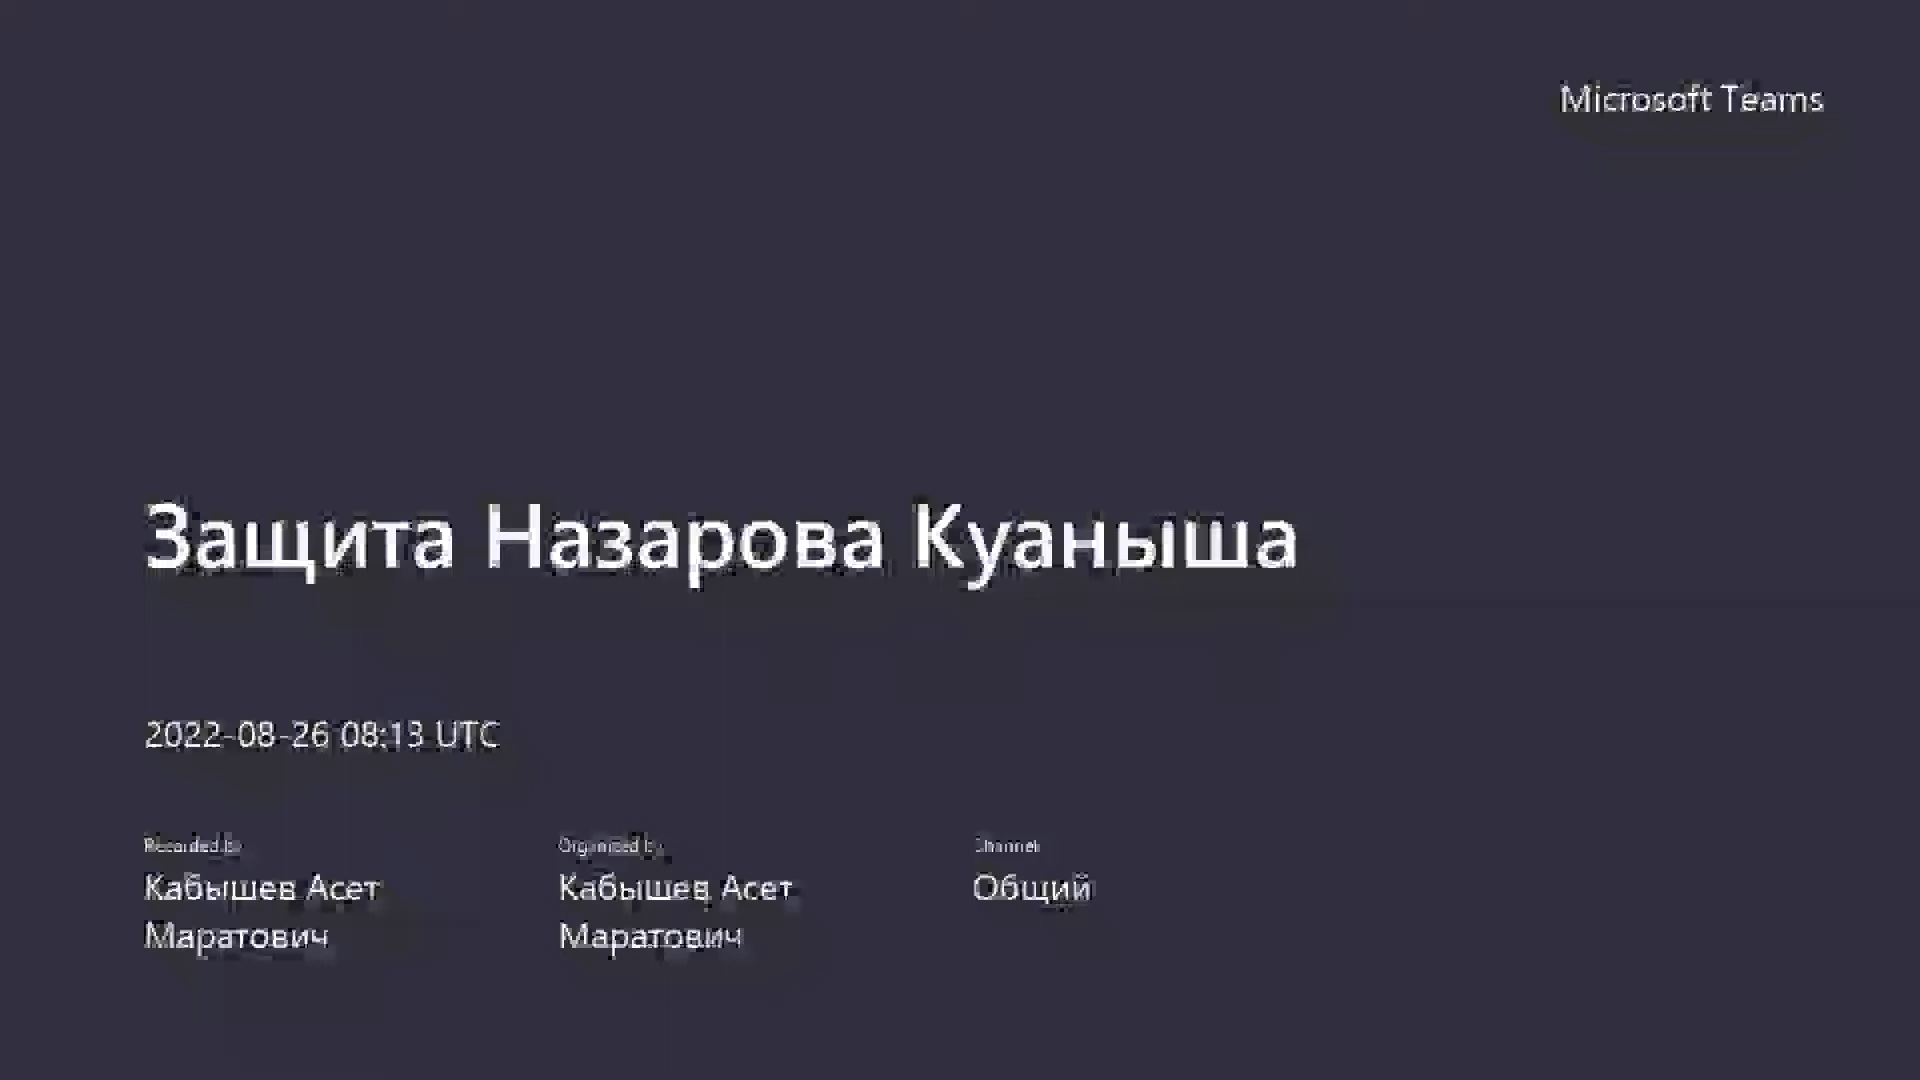 Microsoft Teams
Защита Назарова Куаныша
2022-08-26 08:13 UTC
Recorded by
Organized by
Channel
Кабышев Асет
Кабышев Асет
Общий
Маратович
Маратович